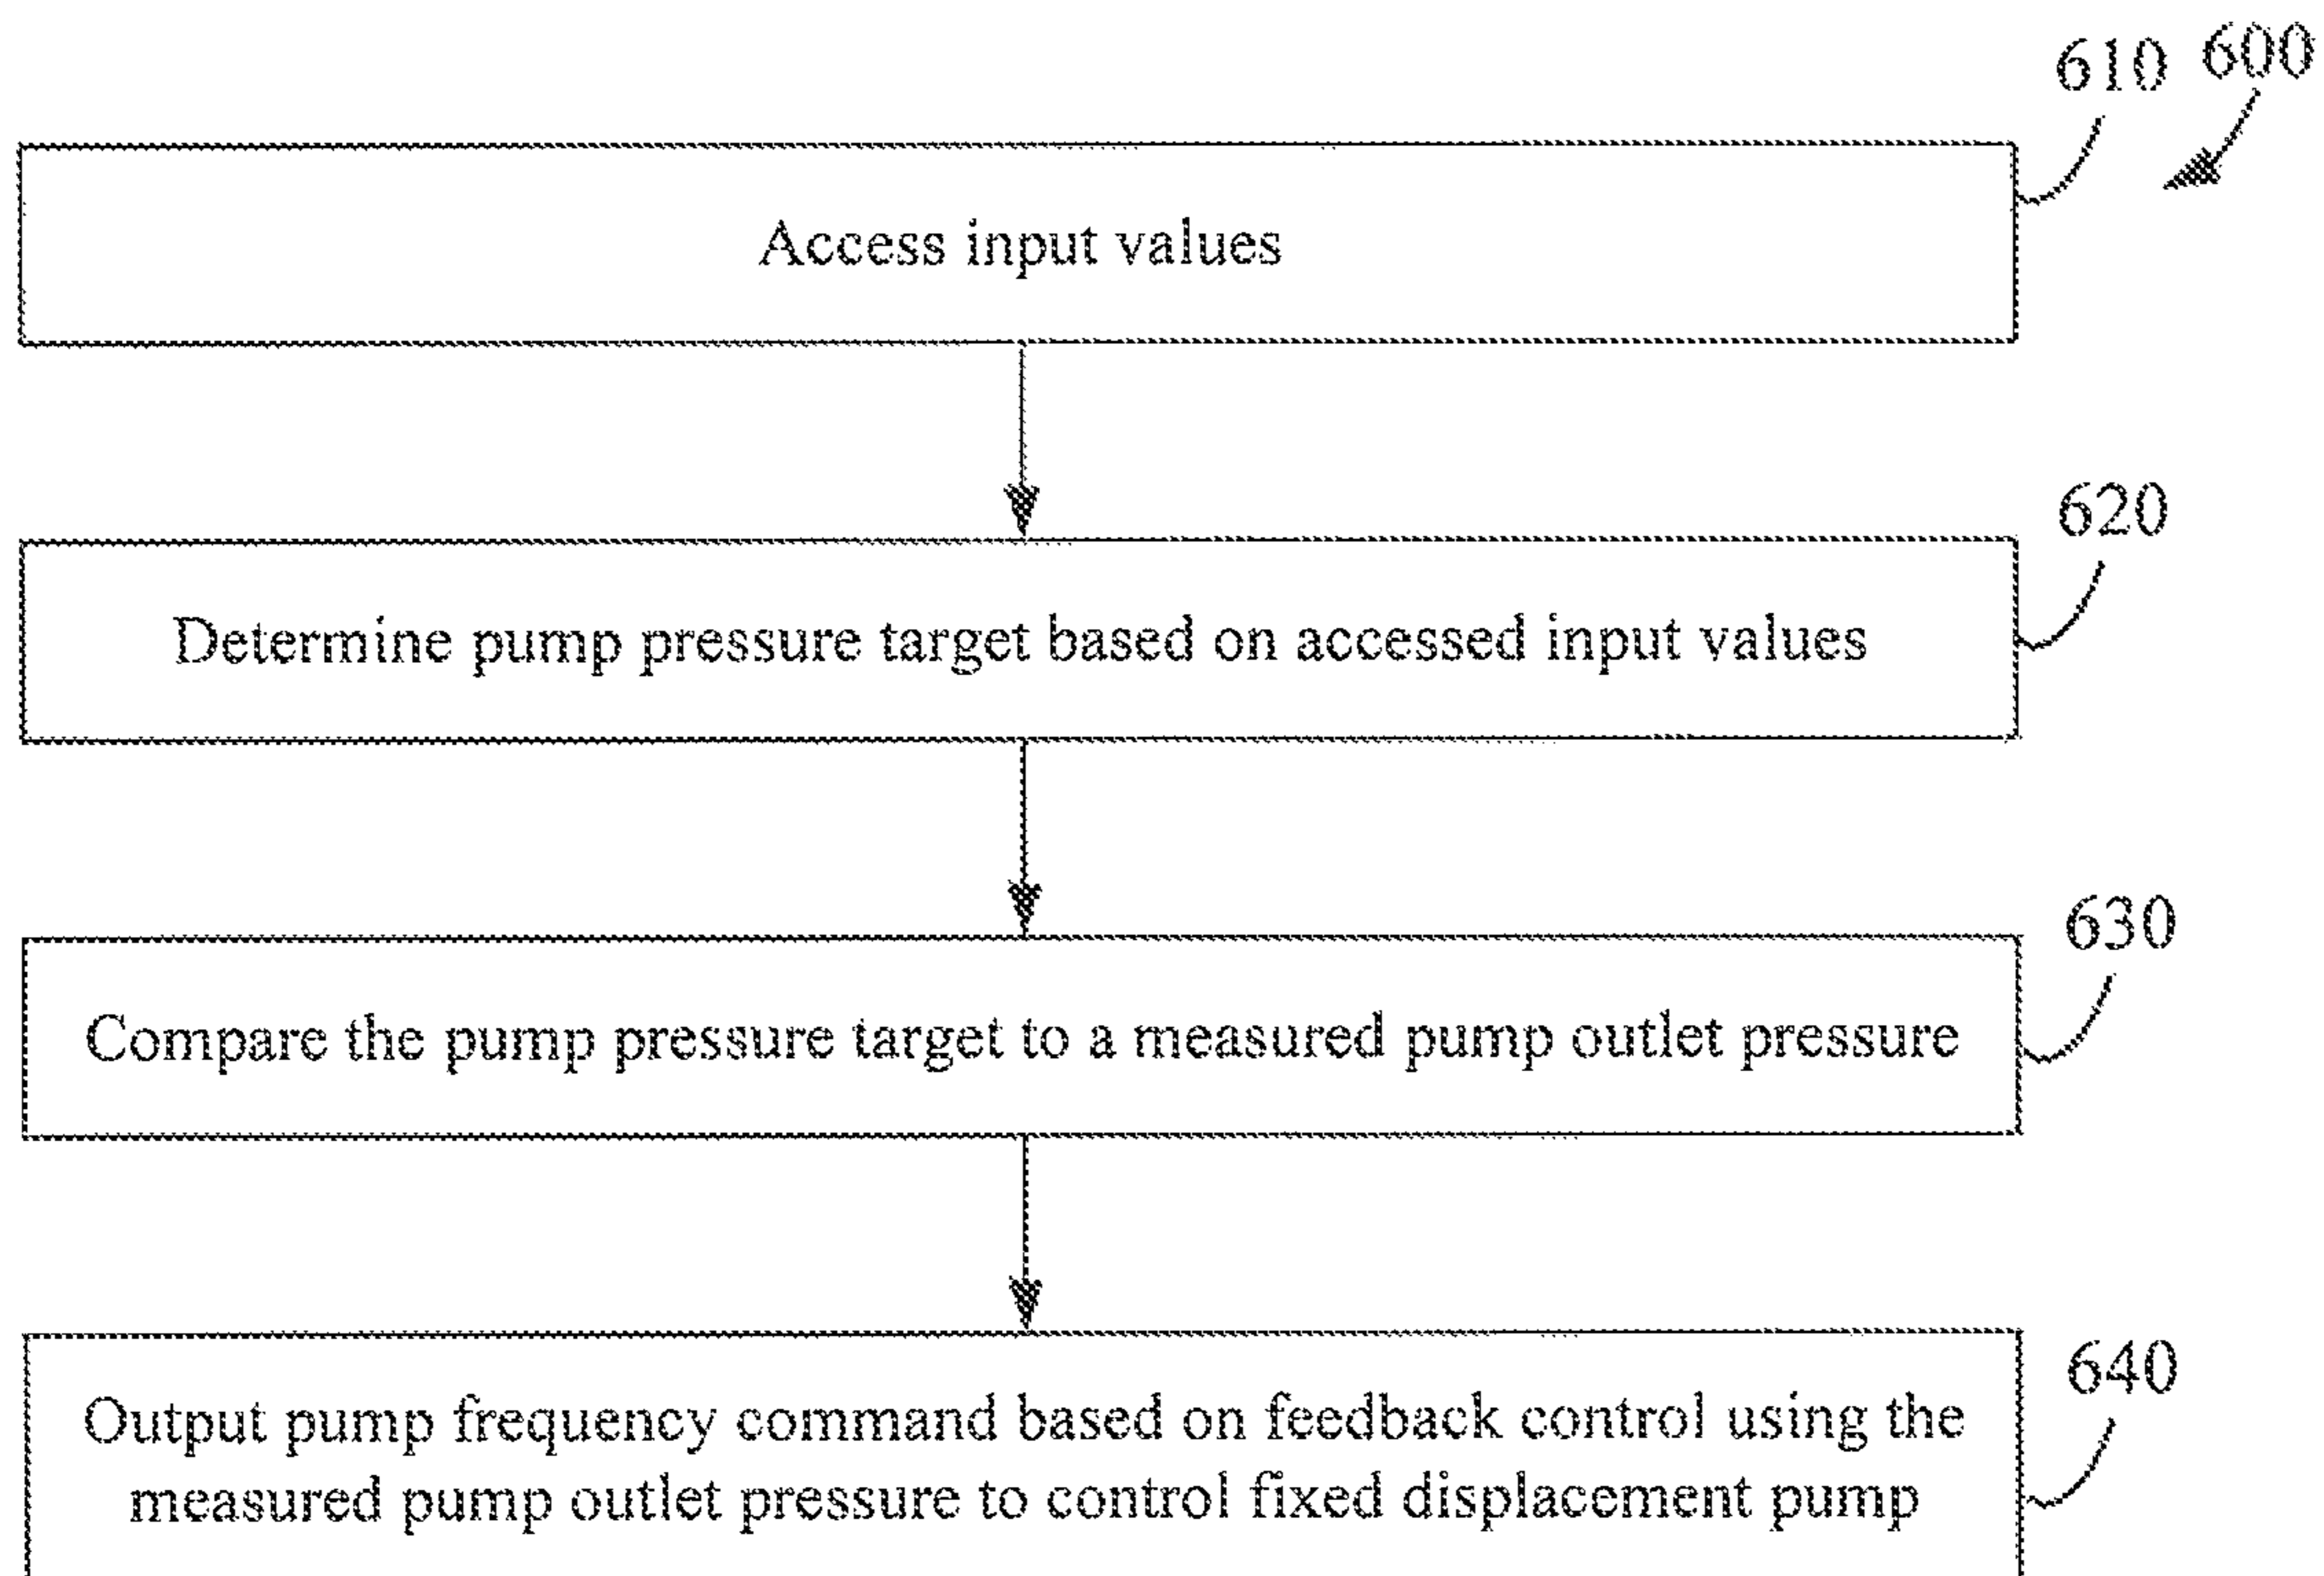 610 600
Access input values
620
Determine pump pressure target based on accessed input values
630
Compare the pump pressure target to a measured pump outlet pressure
640
Output pump frequency command based on feedback control using the
measured pump outlet pressure to control fixed displacement pump